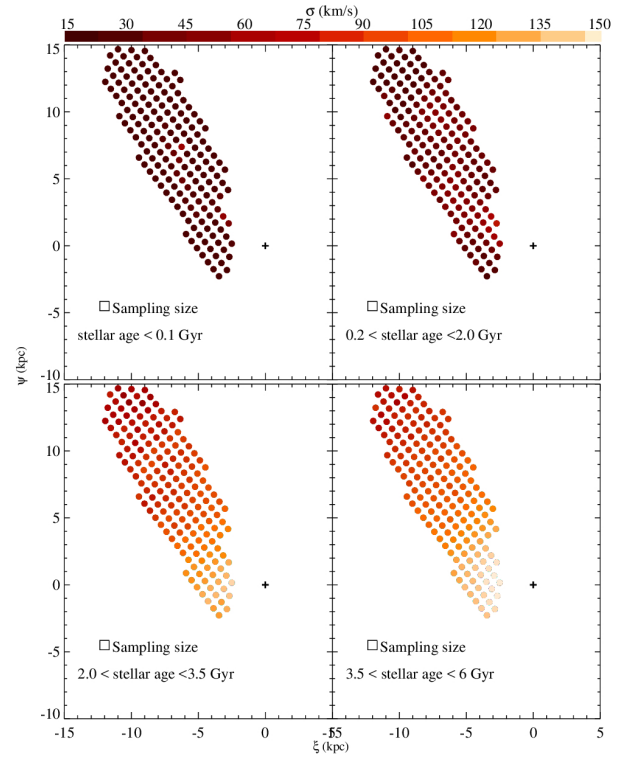 σ (km/s)
15 30 45 60 75 90 105 120 135 150
15
10
5
0
-5
-10
Sampling size
stellar age < 0.1 Gyr
Sampling size
0.2 < stellar age <2.0 Gyr
ψ (kpc)
15
10
5
0
-5
-10
Sampling size
2.0 < stellar age <3.5 Gyr
Sampling size
3.5 < stellar age < 6 Gyr
-15 -10 -5 0 -15 -10 -5 0 5
ξ (kpc)